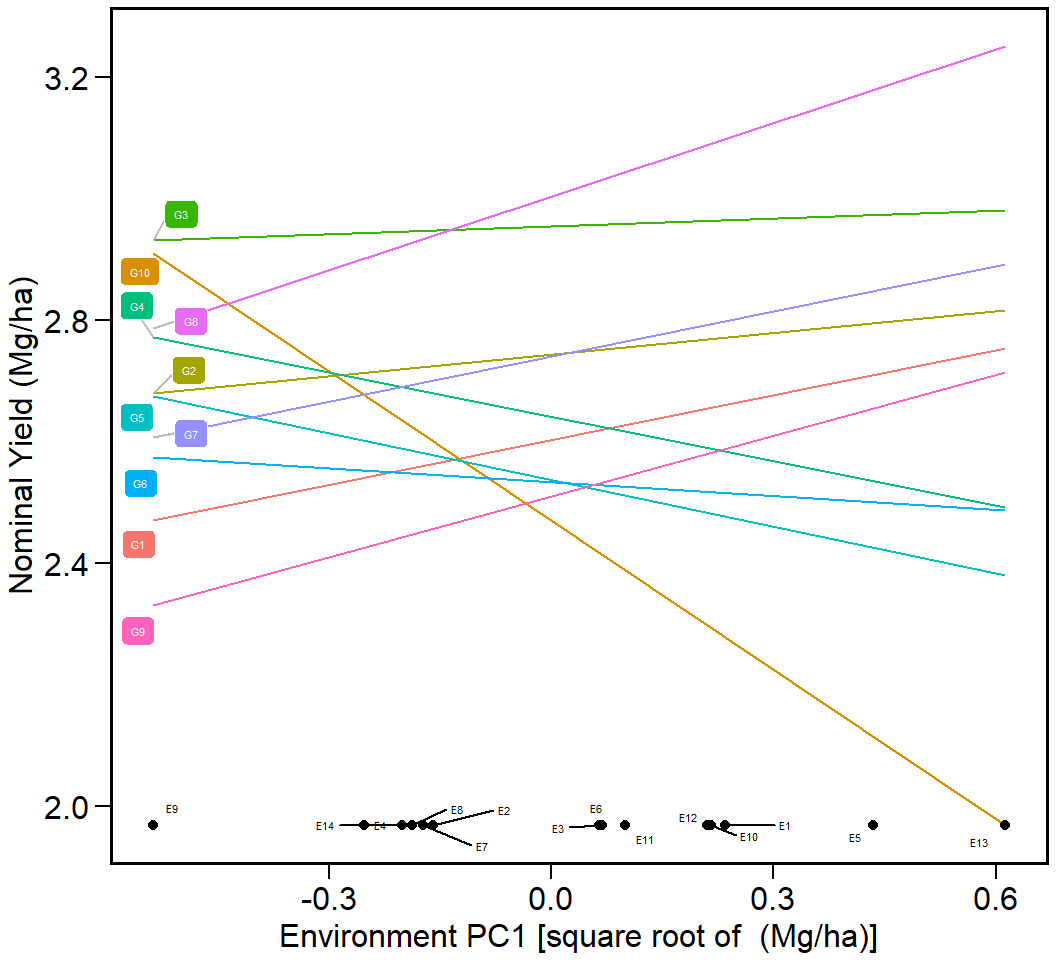 Nominal Yield (Mg/ha)
3.2
2.8
2.4
2.0
G3
G10
G4
G8
G2
G5
G7
G6
G1
G9
E9
E14
E4
E8
E2
E7
E3
E6
E11
E12
E10
E1
E5
E13
-0.3
0.0
0.3
0.6
Environment PC1 [square root of  (Mg/ha)]